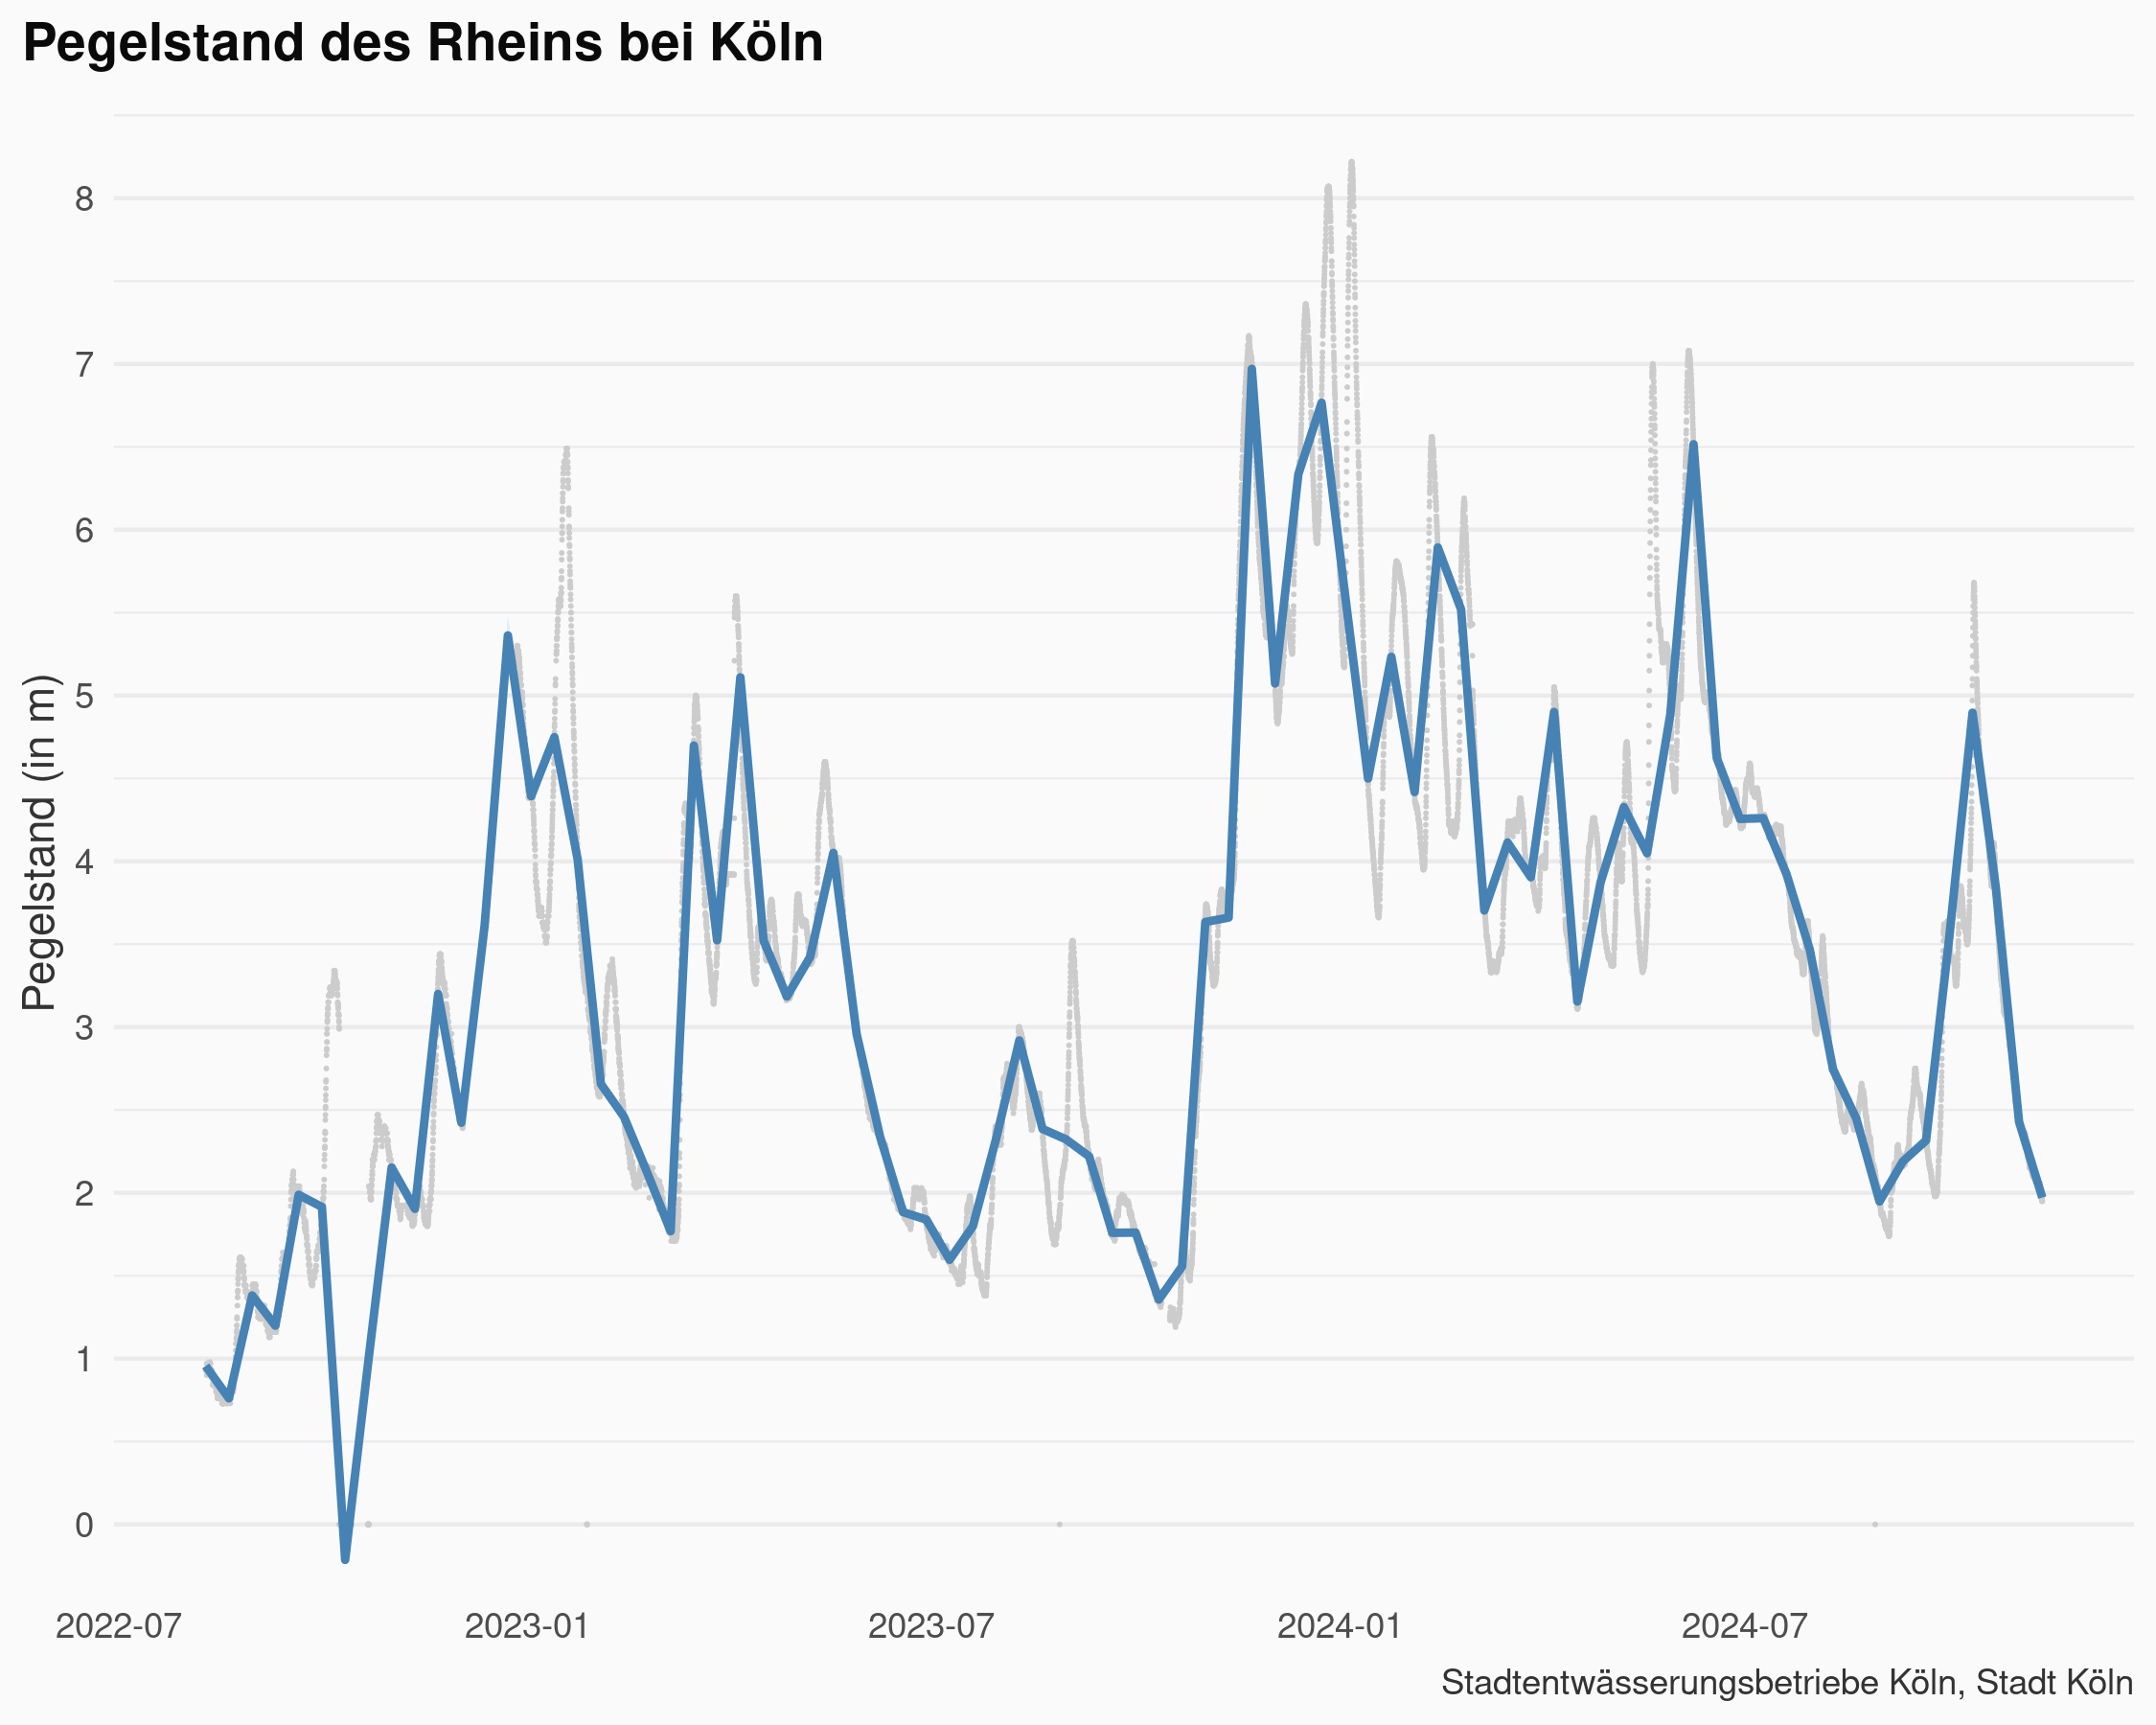 Pegelstand des Rheins bei Köln
Pegelstand (in m)
8
7
6
5
4
3
2
1
0
2022-07 2023-01 2023-07 2024-01 2024-07
Stadtentwässerungsbetriebe Köln, Stadt Köln